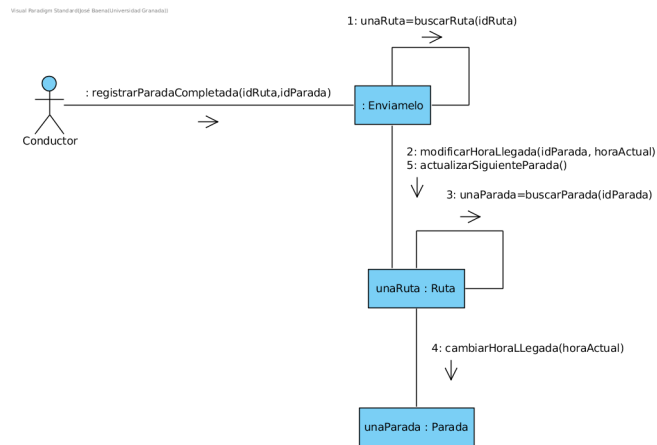 Visual Paradigm Standard(José Baena(Universidad Granada))
1: unaRuta=buscarRuta(idRuta)
: registrarParadaCompletada(idRuta,idParada)
: Enviamelo
Conductor
2: modificarHoraLlegada(idParada, horaActual)
5: actualizarSiguienteParada()
3: unaParada=buscarParada(idParada)
unaRuta : Ruta
4: cambiarHoraLLegada(horaActual)
unaParada : Parada